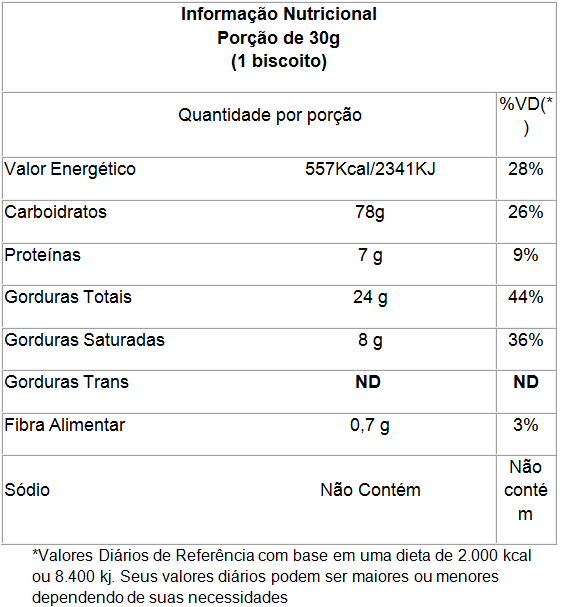 Informação Nutricional
Porção de 30g
(1 biscoito)
Quantidade por porção %VD(*
)
Valor Energético 557Kcal/2341KJ 28%
Carboidratos 78g 26%
Proteínas 7 g 9%
Gorduras Totais 24 g 44%
Gorduras Saturadas 8 g 36%
Gorduras Trans ND ND
Fibra Alimentar 0,7 g 3%
Sódio Não Contém Não
conté
m
*Valores Diários de Referência com base em uma dieta de 2.000 kcal
ou 8.400 kj. Seus valores diários podem ser maiores ou menores
dependendo de suas necessidades